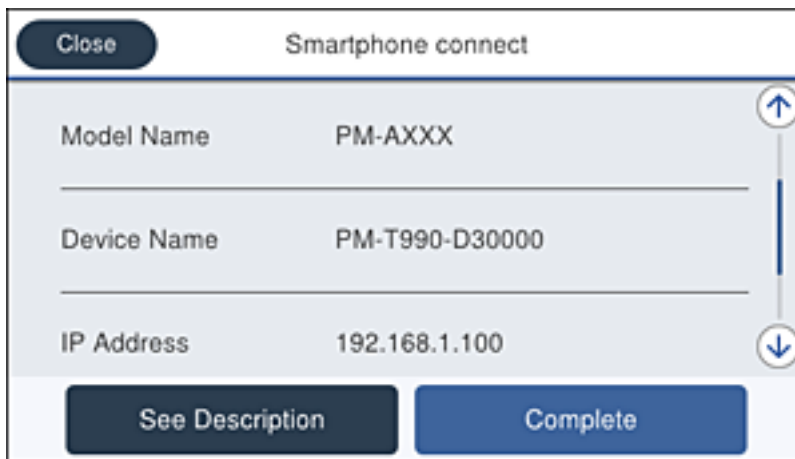 Close Smartphone connect
Model Name PM-AXXX
Device Name PM-T990-D30000
IP Address 192.168.1.100
See Description Complete